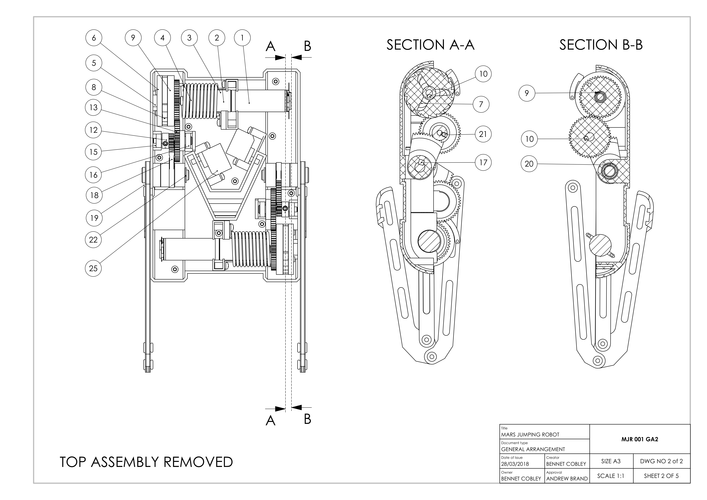 SECTION A-A
SECTION B-B
6
9
4
3
2
1
A
B
5
8
13
12
15
16
18
19
22
25
A
B
10
7
21
17
9
10
20
TOP ASSEMBLY REMOVED
Title
MARS JUMPING ROBOT
Document type
GENERAL ARRANGEMENT
MJR 001 GA2
Date of issue
28/03/2018
Creator
BENNET COBLEY
SIZE A3
DWG NO 2 of 2
Owner
BENNET COBLEY
Approval
ANDREW BRAND
SCALE 1:1
SHEET 2 OF 5